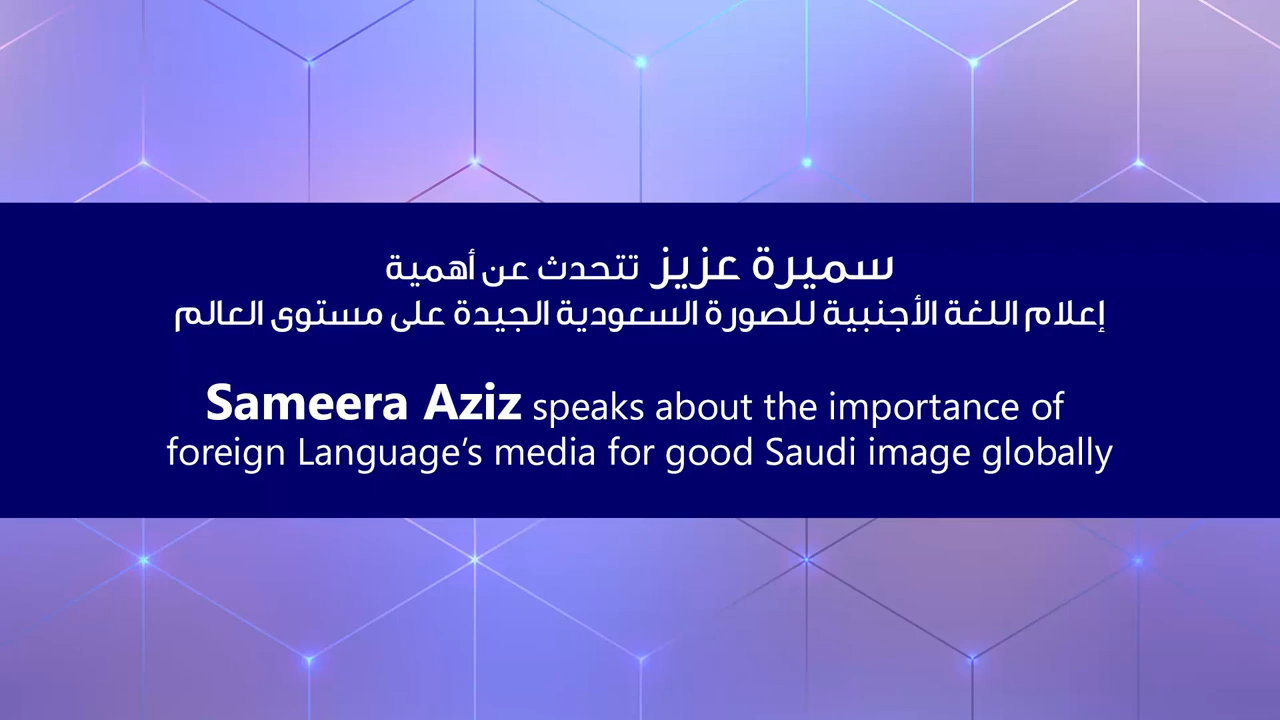 سميرة عزيز تتحدث عن أهمية
إعلام اللغة الأجنبية للصورة السعودية الجيدة على مستوى العالم
Sameera Aziz speaks about the importance of
foreign Language’s media for good Saudi image globally